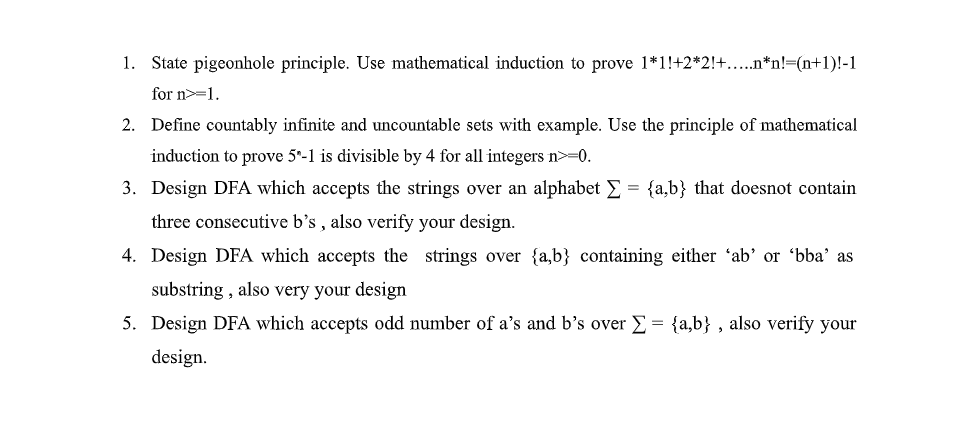 1. State pigeonhole principle. Use mathematical induction to prove 1*1!+2*2!+…..n*n!=(n+1)!-1
for n>=1.
2. Define countably infinite and uncountable sets with example. Use the principle of mathematical
induction to prove 5ⁿ-1 is divisible by 4 for all integers n>=0.
3. Design DFA which accepts the strings over an alphabet ∑ = {a,b} that doesnot contain
three consecutive b’s , also verify your design.
4. Design DFA which accepts the strings over {a,b} containing either ‘ab’ or ‘bba’ as
substring , also very your design
5. Design DFA which accepts odd number of a’s and b’s over ∑ = {a,b} , also verify your
design.